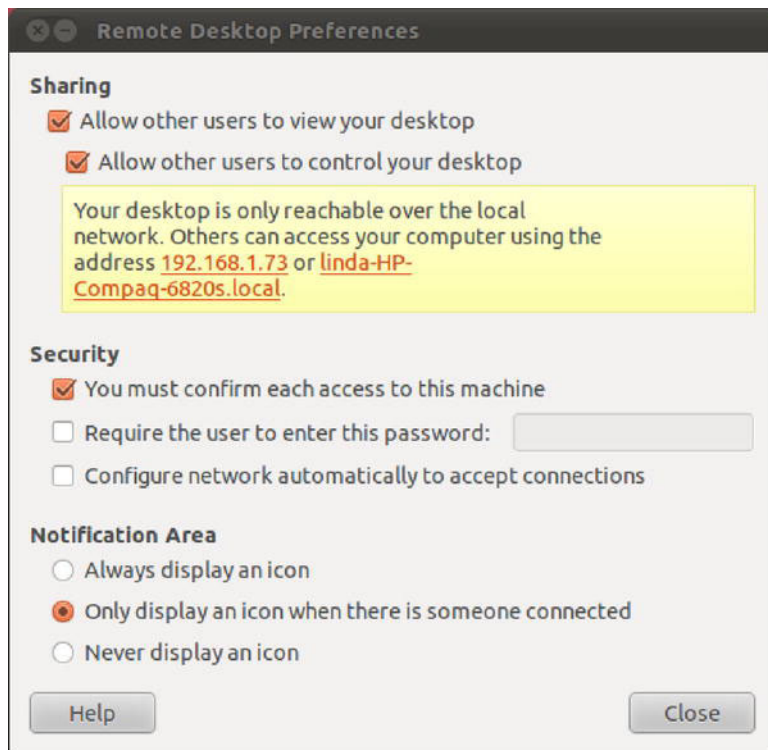 Remote Desktop Preferences
Sharing
Allow other users to view your desktop
Allow other users to control your desktop
Your desktop is only reachable over the local
network. Others can access your computer using the
address 192.168.1.73 or linda-HP-
Compaq-6820s.local.
Security
You must confirm each access to this machine
Require the user to enter this password:
Configure network automatically to accept connections
Notification Area
Always display an icon
Only display an icon when there is someone connected
Never display an icon
Help
Close